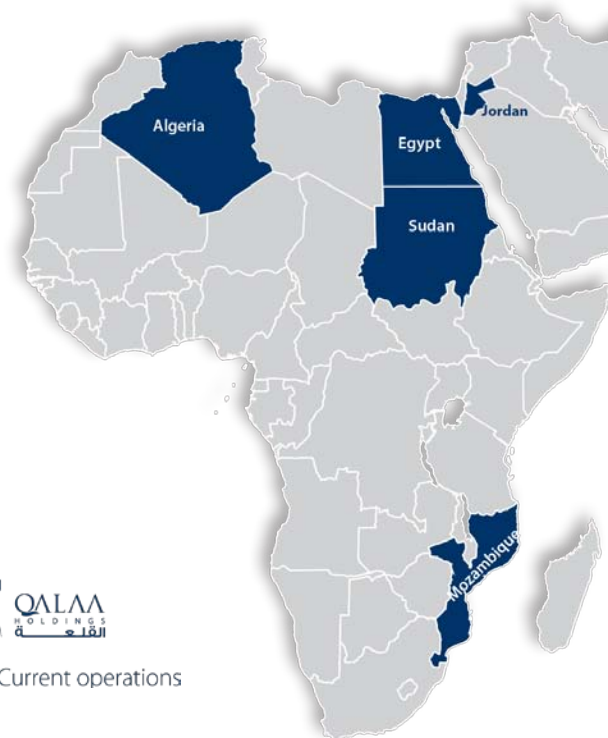 Algeria
Jordan
Egypt
Sudan
Mozambique
QALAA
HOLDINGS
القلعة
Current operations